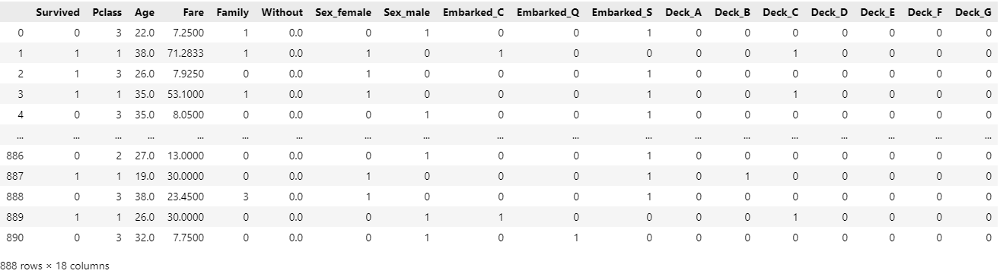 Survived Pclass Age Fare Family Without Sex_female Sex_male Embarked_C Embarked_Q Embarked_S Deck_A Deck_B Deck_C Deck_D Deck_E Deck_F Deck_G
0 0 3 22.0 7.2500 1 0.0 0 1 0 0 1 0 0 0 0 0 0 0
1 1 1 38.0 71.2833 1 0.0 1 0 1 0 0 0 0 1 0 0 0 0
2 1 3 26.0 7.9250 0 0.0 1 0 0 0 1 0 0 0 0 0 0 0
3 1 1 35.0 53.1000 1 0.0 1 0 0 0 1 0 0 1 0 0 0 0
4 0 3 35.0 8.0500 0 0.0 0 1 0 0 1 0 0 0 0 0 0 0
... ... ... ... ... ... ... ... ... ... ... ... ... ... ... ... ... ... ...
886 0 2 27.0 13.0000 0 0.0 0 1 0 0 1 0 0 0 0 0 0 0
887 1 1 19.0 30.0000 0 0.0 1 0 0 0 1 0 1 0 0 0 0 0
888 0 3 38.0 23.4500 3 0.0 1 0 0 0 1 0 0 0 0 0 0 0
889 1 1 26.0 30.0000 0 0.0 0 1 1 0 0 0 0 1 0 0 0 0
890 0 3 32.0 7.7500 0 0.0 0 1 0 1 0 0 0 0 0 0 0 0
888 rows × 18 columns